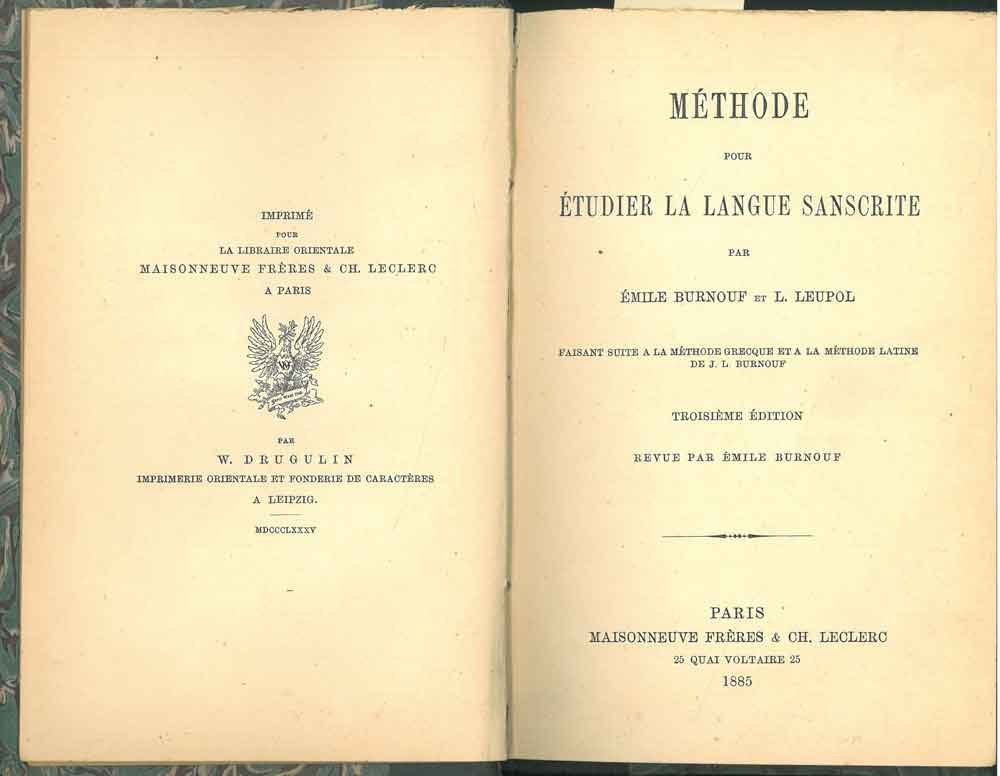 IMPRIMÉ
POUR
LA LIBRAIRE ORIENTALE
MAISONNEUVE FRÈRES & CH. LECLERC
A PARIS
PAR
W. DRUGULIN
IMPRIMERIE ORIENTALE ET FONDERIE DE CARACTÈRES
A LEIPZIG.
MDCCCLXXXV
MÉTHODE
POUR
ÉTUDIER LA LANGUE SANSCRITE
PAR
ÉMILE BURNOUF ET L. LEUPOL
FAISANT SUITE A LA MÉTHODE GRECQUE ET A LA MÉTHODE LATINE
DE J. L. BURNOUF
TROISIÈME ÉDITION
REVUE PAR ÉMILE BURNOUF
PARIS
MAISONNEUVE FRÈRES & CH. LECLERC
25 QUAI VOLTAIRE 25
1885